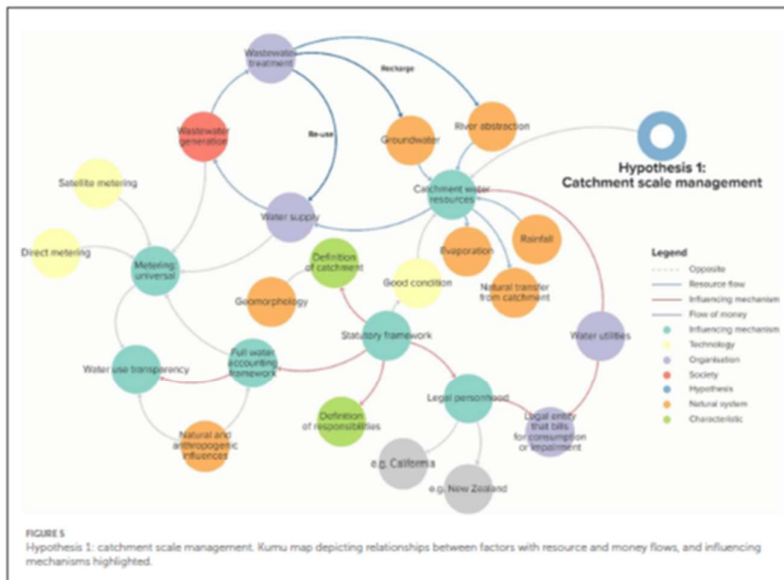 Wastewater
treatment
Recharge
Wastewater
generation
Re-use
Groundwater
River abstraction
Hypothesis 1:
Catchment scale management
Satellite metering
Catchment water
resources
Water supply
Direct metering
Metering
universal
Definition
of catchment
Evaporation
Rainfall
Good condition
Natural transfer
from catchment
Geomorphology
Statutory framework
Water utilities
Water use transparency
Full water
accounting
framework
Legal personhood
Definition of
responsibilities
Legal entity
that bills
for consumption
or impairment
Natural and
anthropogenic
influences
e.g. California
e.g. New Zealand
Legend
Opposite
Resource flow
Influencing mechanism
Flow of money
Influencing mechanism
Technology
Organisation
Society
Hypothesis
Natural system
Characteristic
FIGURE 5
Hypothesis 1: catchment scale management. Kumu map depicting relationships between factors with resource and money flows, and influencing
mechanisms highlighted.